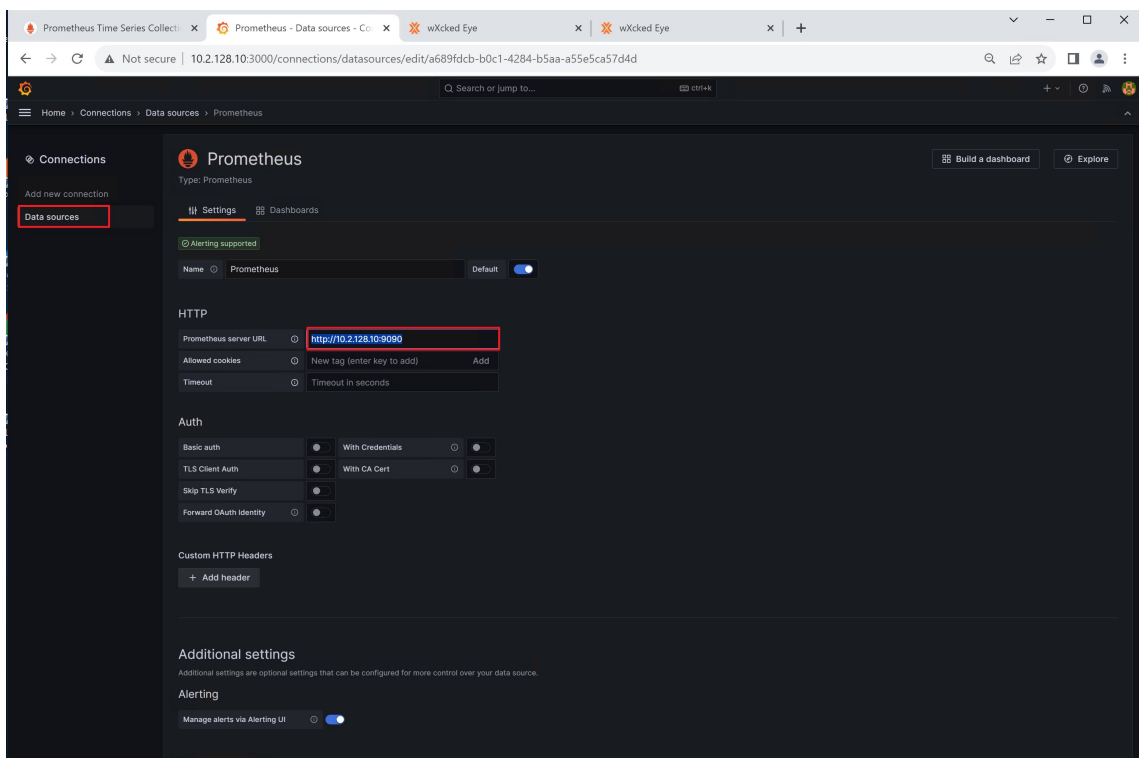 Prometheus Time Series Collecti
Prometheus - Data sources - Co
wXcked Eye
wXcked Eye
Not secure
10.2.128.10:3000/connections/datasources/edit/a689fdcb-b0c1-4284-b5aa-a55e5ca57d4d
Search or jump to...
ctrl+k
Home › Connections › Data sources › Prometheus
Connections
Add new connection
Data sources
Prometheus
Type: Prometheus
Build a dashboard
Explore
Settings
Dashboards
Alerting supported
Name
Prometheus
Default
HTTP
Prometheus server URL
http://10.2.128.10:9090
Allowed cookies
New tag (enter key to add)
Add
Timeout
Timeout in seconds
Auth
Basic auth
With Credentials
TLS Client Auth
With CA Cert
Skip TLS Verify
Forward OAuth Identity
Custom HTTP Headers
+ Add header
Additional settings
Additional settings are optional settings that can be configured for more control over your data source.
Alerting
Manage alerts via Alerting UI